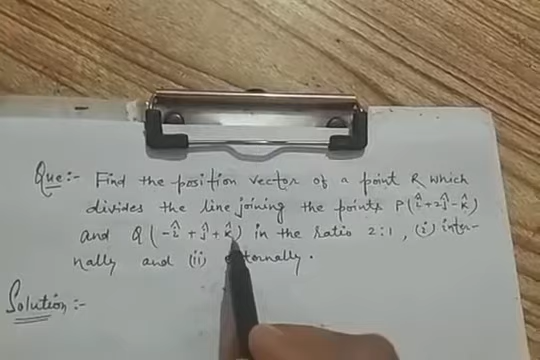 Que:- Find the position vector of a point R which
divides the line joining the points P(î+2ĵ-k̂)
and Q(-î+ĵ+k̂) in the ratio 2:1, (i) inter-
nally and (ii) externally.
Solution:-